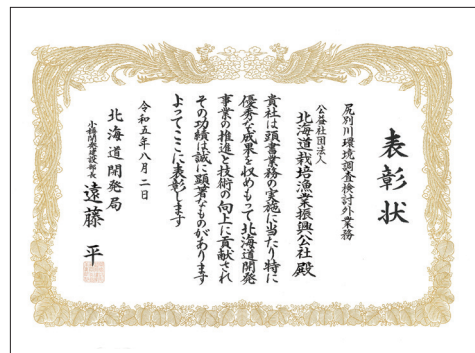 表彰状
尻別川環境調査検討外業務
公益社団法人
北海道栽培漁業振興公社 殿
貴社は頭書業務の実施に当たり特に
優秀な成果を収めもって北海道開発
事業の推進と技術の向上に貢献され
その功績は誠に顕著なものがあります
よってここに表彰します
令和五年八月二日
北海道開発局
小樽開発建設部長 遠藤 平